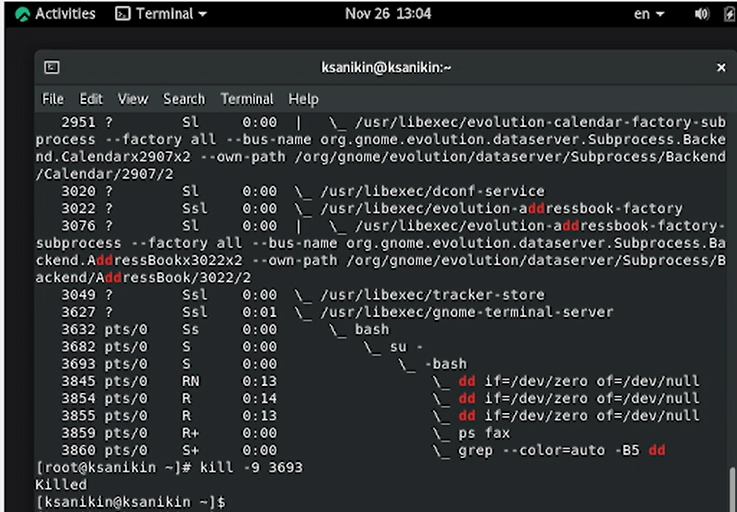 Activities Terminal Nov 26 13:04 en
ksanikin@ksanikin:~ ×
File Edit View Search Terminal Help
2951 ? Sl 0:00 | \_ /usr/libexec/evolution-calendar-factory-sub
process --factory all --bus-name org.gnome.evolution.dataserver.Subprocess.Backe
nd.Calendarx2907x2 --own-path /org/gnome/evolution/dataserver/Subprocess/Backend
/Calendar/2907/2
3020 ? Sl 0:00 \_ /usr/libexec/dconf-service
3022 ? Ssl 0:00 \_ /usr/libexec/evolution-addressbook-factory
3076 ? Sl 0:00 | \_ /usr/libexec/evolution-addressbook-factory-
subprocess --factory all --bus-name org.gnome.evolution.dataserver.Subprocess.Ba
ckend.AddressBookx3022x2 --own-path /org/gnome/evolution/dataserver/Subprocess/B
ackend/AddressBook/3022/2
3049 ? Ssl 0:00 \_ /usr/libexec/tracker-store
3627 ? Ssl 0:01 \_ /usr/libexec/gnome-terminal-server
3632 pts/0 Ss 0:00 \_ bash
3682 pts/0 S 0:00 \_ su -
3693 pts/0 S 0:00 \_ -bash
3845 pts/0 RN 0:13 \_ dd if=/dev/zero of=/dev/null
3854 pts/0 R 0:14 \_ dd if=/dev/zero of=/dev/null
3855 pts/0 R 0:13 \_ dd if=/dev/zero of=/dev/null
3859 pts/0 R+ 0:00 \_ ps fax
3860 pts/0 S+ 0:00 \_ grep --color=auto -B5 dd
[root@ksanikin ~]# kill -9 3693
Killed
[ksanikin@ksanikin ~]$